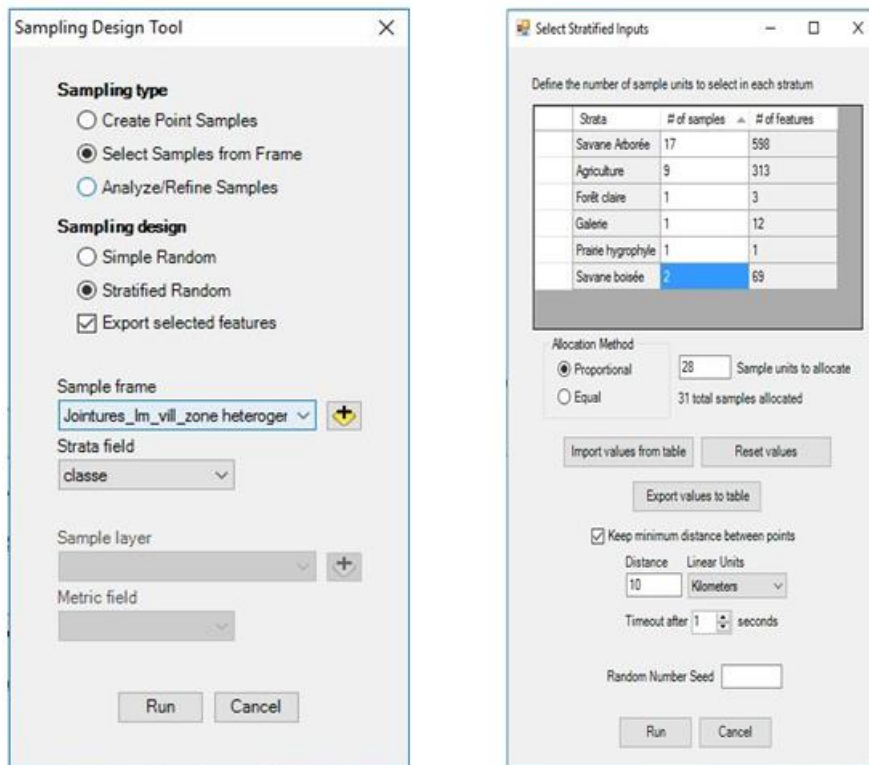 Sampling Design Tool
Sampling type
Create Point Samples
Select Samples from Frame
Analyze/Refine Samples
Sampling design
Simple Random
Stratified Random
Export selected features
Sample frame
Jointures_lm_vill_zone heteroger
Strata field
classe
Sample layer
Metric field
Run Cancel
Select Stratified Inputs
Define the number of sample units to select in each stratum
Strata # of samples # of features
Savane Arborée 17 598
Agriculture 9 313
Forêt claire 1 3
Galerie 1 12
Prairie hygrophyle 1 1
Savane boisée 2 69
Allocation Method
Proportional 28 Sample units to allocate
Equal 31 total samples allocated
Import values from table Reset values
Export values to table
Keep minimum distance between points
Distance Linear Units
10 Kilometers
Timeout after 1 seconds
Random Number Seed
Run Cancel